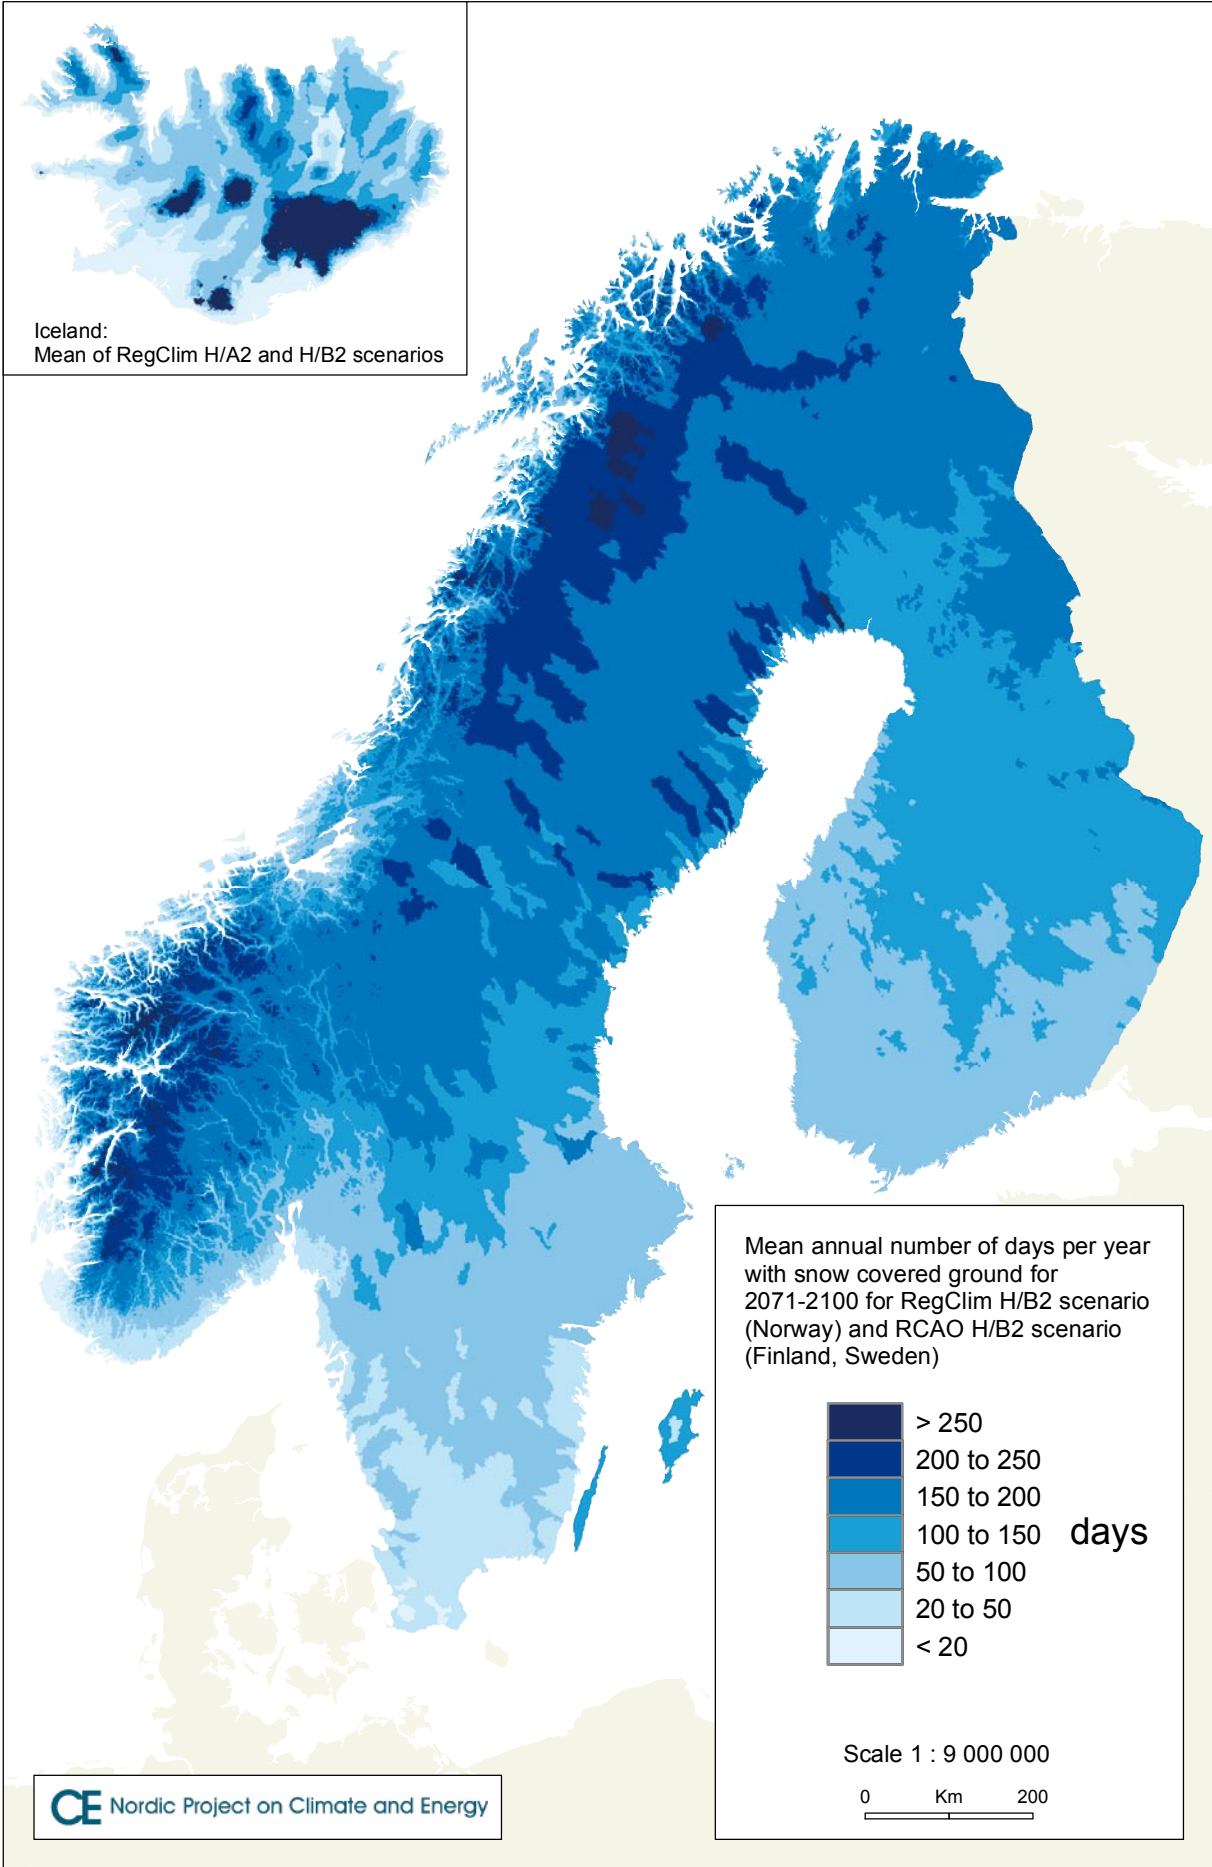 Iceland:
Mean of RegClim H/A2 and H/B2 scenarios
Mean annual number of days per year
with snow covered ground for
2071-2100 for RegClim H/B2 scenario
(Norway) and RCAO H/B2 scenario
(Finland, Sweden)
> 250
200 to 250
150 to 200
100 to 150 days
50 to 100
20 to 50
< 20
Scale 1 : 9 000 000
0 Km 200
CE Nordic Project on Climate and Energy